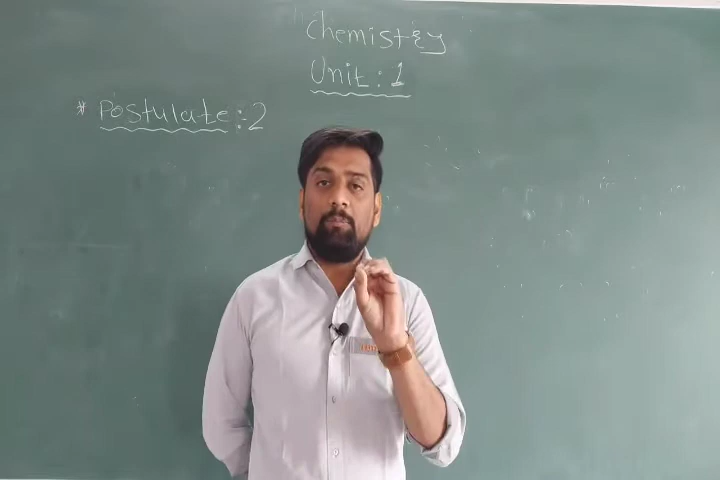 Chemistry
Unit : 1
* Postulate :- 2